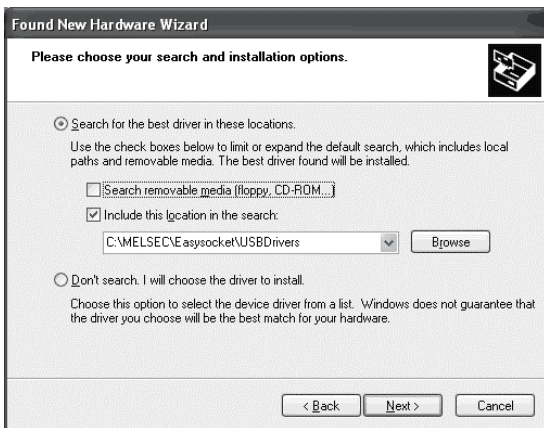 Found New Hardware Wizard
Please choose your search and installation options.
Search for the best driver in these locations.
Use the check boxes below to limit or expand the default search, which includes local
paths and removable media. The best driver found will be installed.
Search removable media (floppy, CD-ROM...)
Include this location in the search:
C:\MELSEC\Easysocket\USBDrivers
Browse
Don't search. I will choose the driver to install.
Choose this option to select the device driver from a list. Windows does not guarantee that
the driver you choose will be the best match for your hardware.
< Back Next > Cancel